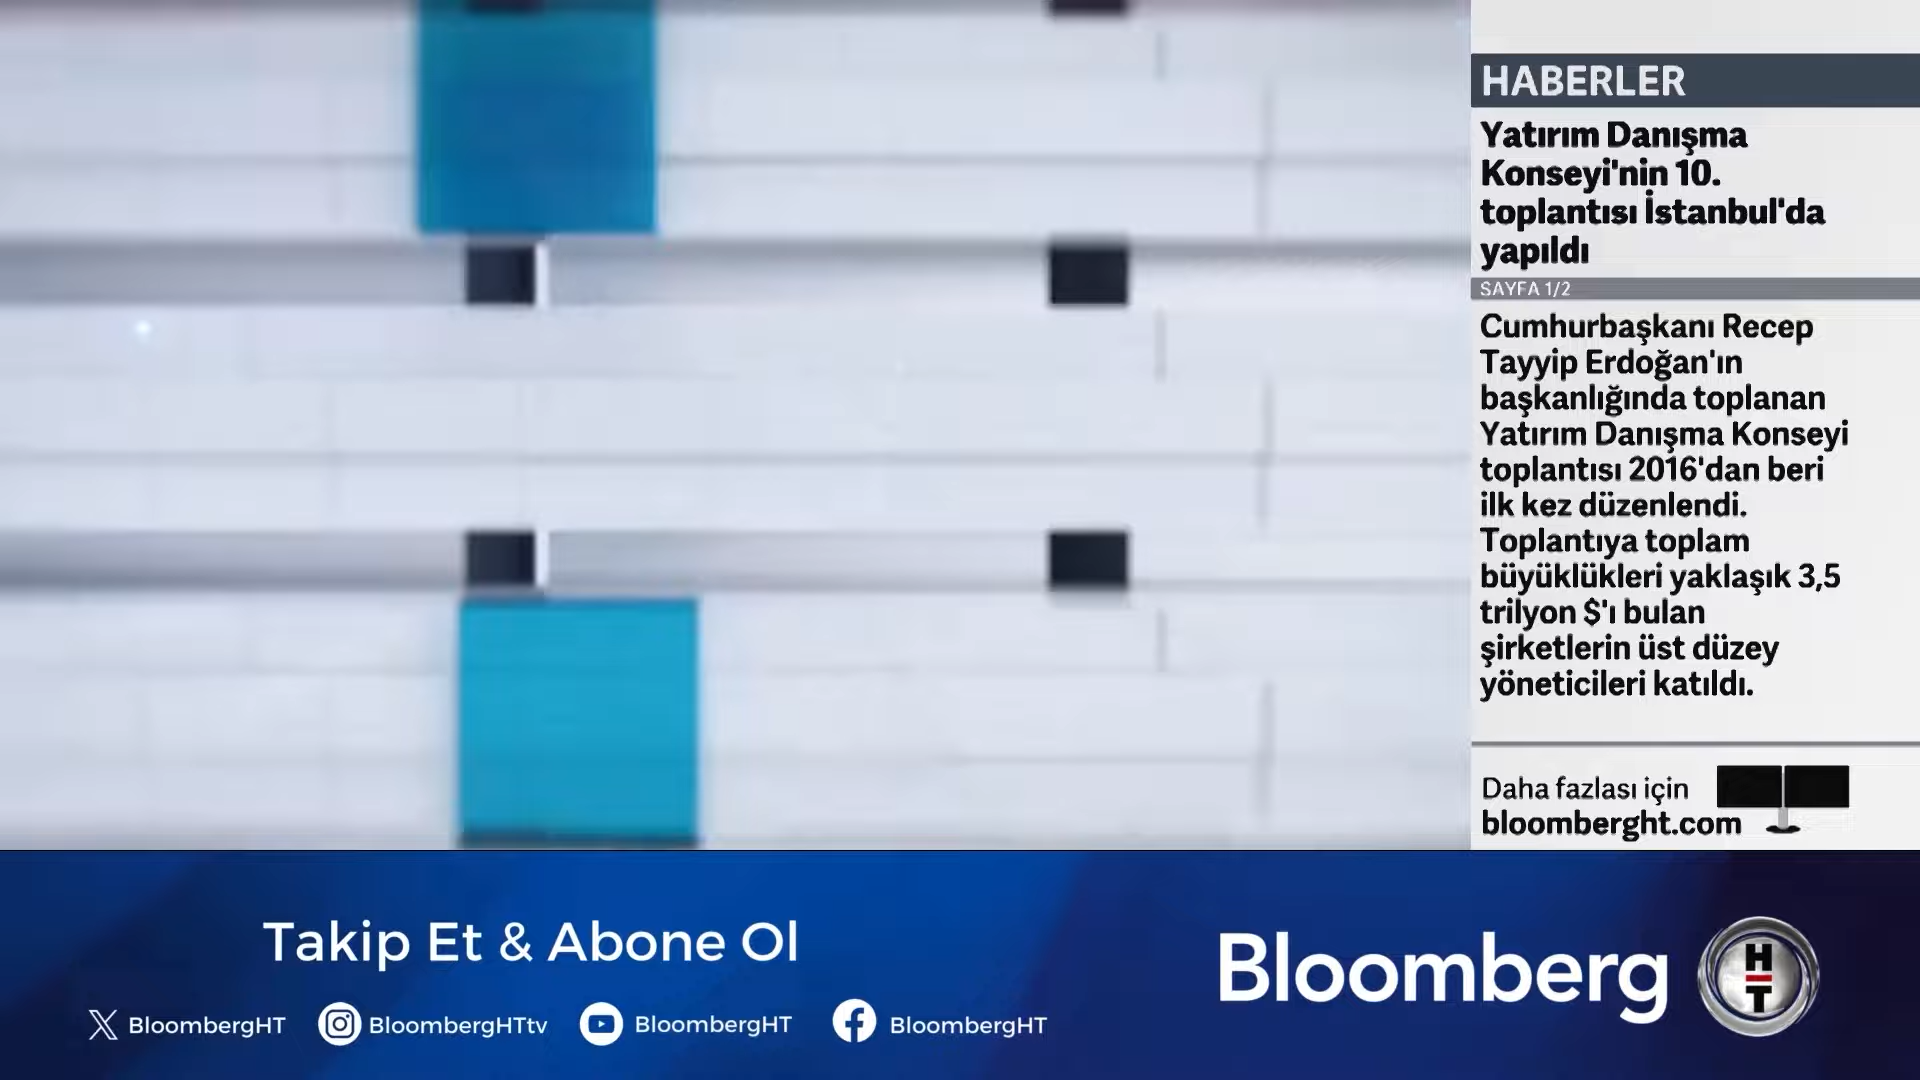 HABERLER
Yatırım Danışma
Konseyi'nin 10.
toplantısı İstanbul'da
yapıldı
SAYFA 1/2
Cumhurbaşkanı Recep
Tayyip Erdoğan'ın
başkanlığında toplanan
Yatırım Danışma Konseyi
toplantısı 2016'dan beri
ilk kez düzenlendi.
Toplantıya toplam
büyüklükleri yaklaşık 3,5
trilyon $'ı bulan
şirketlerin üst düzey
yöneticileri katıldı.
Daha fazlası için
bloomberght.com
Takip Et & Abone Ol
BloombergHT
BloombergHTtv
BloombergHT
BloombergHT
Bloomberg HT